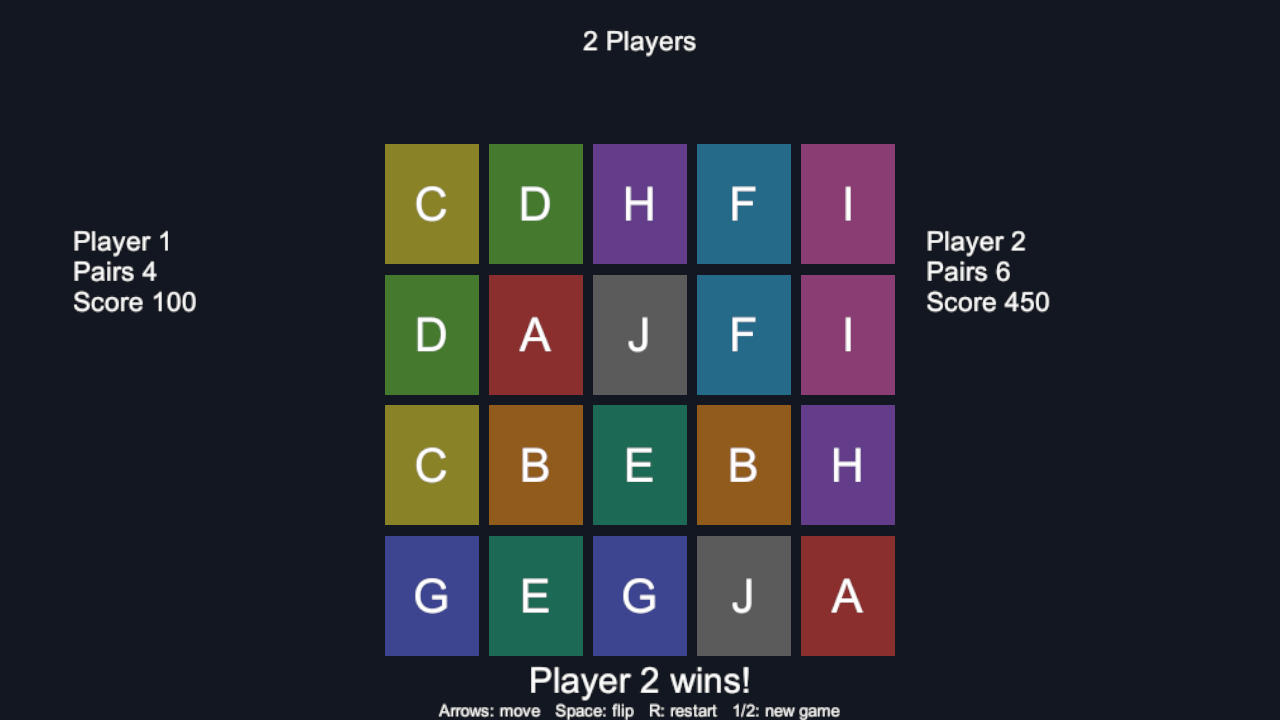 2 Players
Player 1
Pairs 4
Score 100
Player 2
Pairs 6
Score 450
C D H F I
D A J F I
C B E B H
G E G J A
Player 2 wins!
Arrows: move   Space: flip   R: restart   1/2: new game